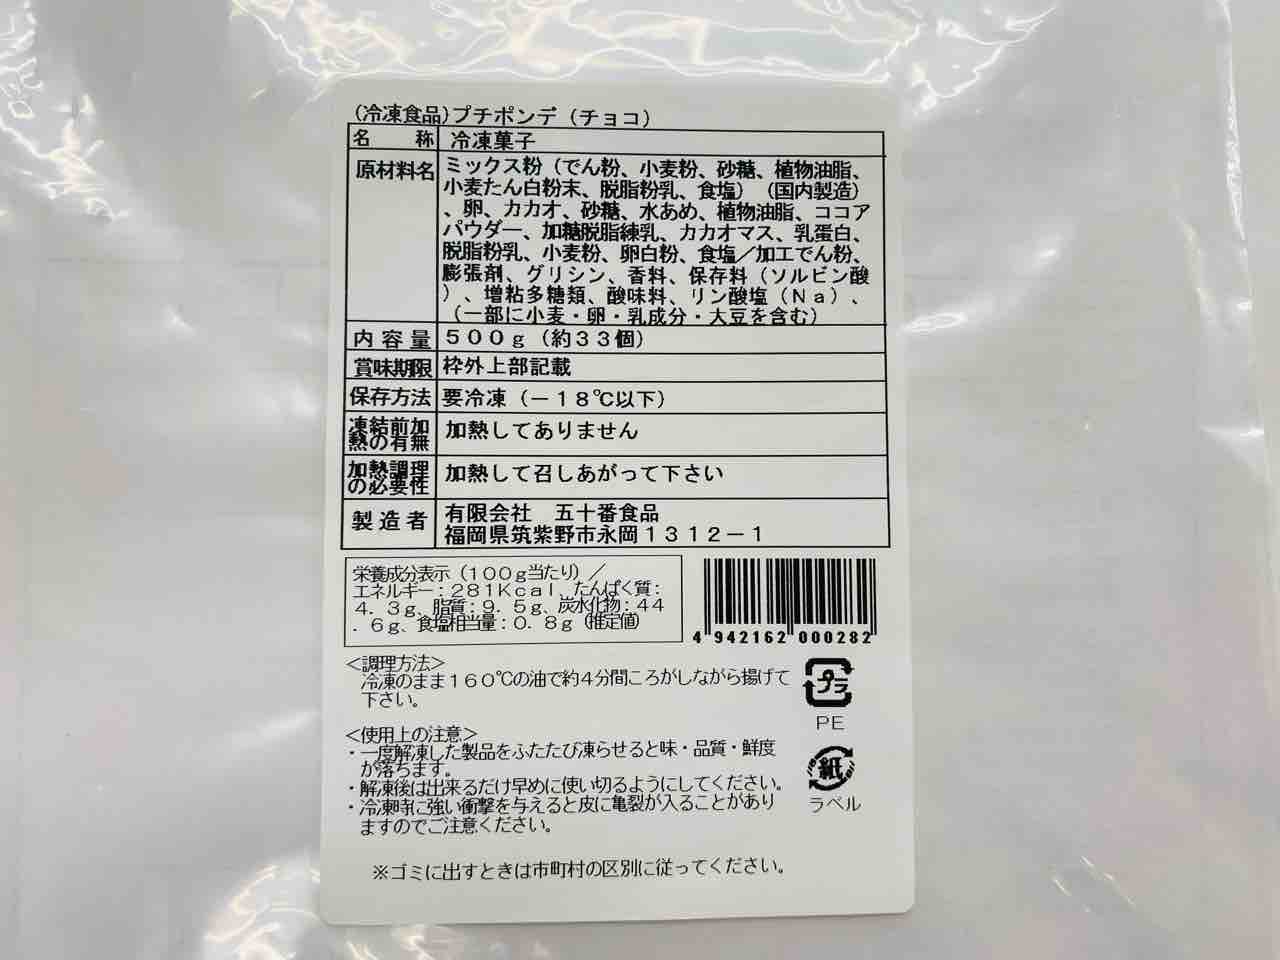 (冷凍食品)プチポンデ(チョコ)
名称 冷凍菓子
原材料名 ミックス粉(でん粉、小麦粉、砂糖、植物油脂、
小麦たん白粉末、脱脂粉乳、食塩)(国内製造)
、卵、カカオ、砂糖、水あめ、植物油脂、ココア
パウダー、加糖脱脂練乳、カカオマス、乳蛋白、
脱脂粉乳、小麦粉、卵白粉、食塩/加工でん粉、
膨張剤、グリシン、香料、保存料(ソルビン酸
)、増粘多糖類、酸味料、リン酸塩(Na)、
(一部に小麦・卵・乳成分・大豆を含む)
内容量 500g(約33個)
賞味期限 枠外上部記載
保存方法 要冷凍(-18℃以下)
凍結前加
熱の有無 加熱してありません
加熱調理
の必要性 加熱して召しあがって下さい
製造者 有限会社 五十番食品
福岡県筑紫野市永岡1312-1
栄養成分表示(100g当たり)/
エネルギー:281Kcal、たんぱく質:
4.3g、脂質:9.5g、炭水化物:44
.6g、食塩相当量:0.8g(推定値)
4 942162 000282
<調理方法>
冷凍のまま160℃の油で約4分間ころがしながら揚げて
下さい。
プラ
PE
<使用上の注意>
・一度解凍した製品をふたたび凍らせると味・品質・鮮度
が落ちます。
・解凍後は出来るだけ早めに使い切るようにしてください。
・冷凍時に強い衝撃を与えると皮に亀裂が入ることがあり
ますのでご注意ください。
紙
ラベル
※ゴミに出すときは市町村の区別に従ってください。